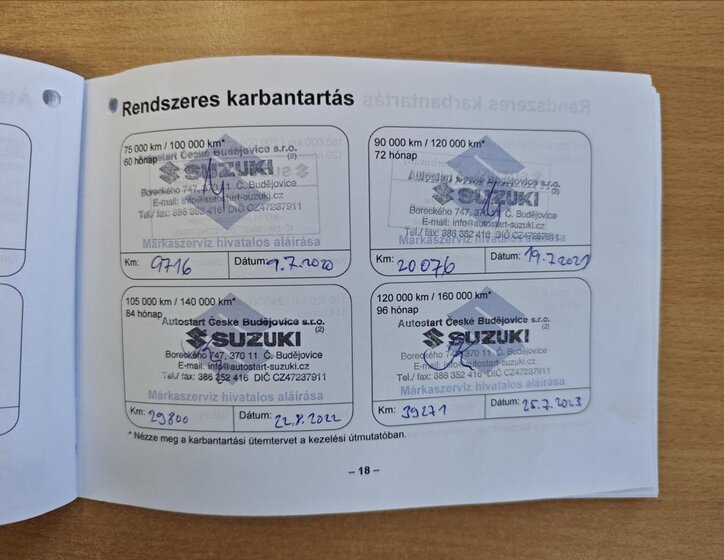 Rendszeres karbantartás
75 000 km / 100 000 km*
60 hónap
Autostart České Budějovice s.r.o.
(2)
SUZUKI
Boreckého 747, 1 Č. Budějovice
E-mail: info@autostart-suzuki.cz
Tel./ fax: 386 352 416 DIČ CZ47237911
Márkaszerviz hivatalos aláírása
Km: 9716 Dátum: 9.7.2020
90 000 km / 120 000 km*
72 hónap
Autostart České Budějovice s.r.o.
(2)
SUZUKI
Boreckého 747, 370 11 Č. Budějovice
E-mail: info@autostart-suzuki.cz
Tel./ fax: 386 352 416 DIČ CZ47237911
Márkaszerviz hivatalos aláírása
Km: 20076 Dátum: 19.7.2021
105 000 km / 140 000 km*
84 hónap
Autostart České Budějovice s.r.o.
(2)
SUZUKI
Boreckého 747, 370 11 Č. Budějovice
E-mail: info@autostart-suzuki.cz
Tel./ fax: 386 352 416 DIČ CZ47237911
Márkaszerviz hivatalos aláírása
Km: 29800 Dátum: 22.8.2022
120 000 km / 160 000 km*
96 hónap
Autostart České Budějovice s.r.o.
(2)
SUZUKI
Boreckého 747, 370 11 Č. Budějovice
E-mail: info@autostart-suzuki.cz
Tel./ fax: 386 352 416 DIČ CZ47237911
Márkaszerviz hivatalos aláírása
Km: 39271 Dátum: 25.7.2023
* Nézze meg a karbantartási ütemtervet a kezelési útmutatóban.
– 18 –